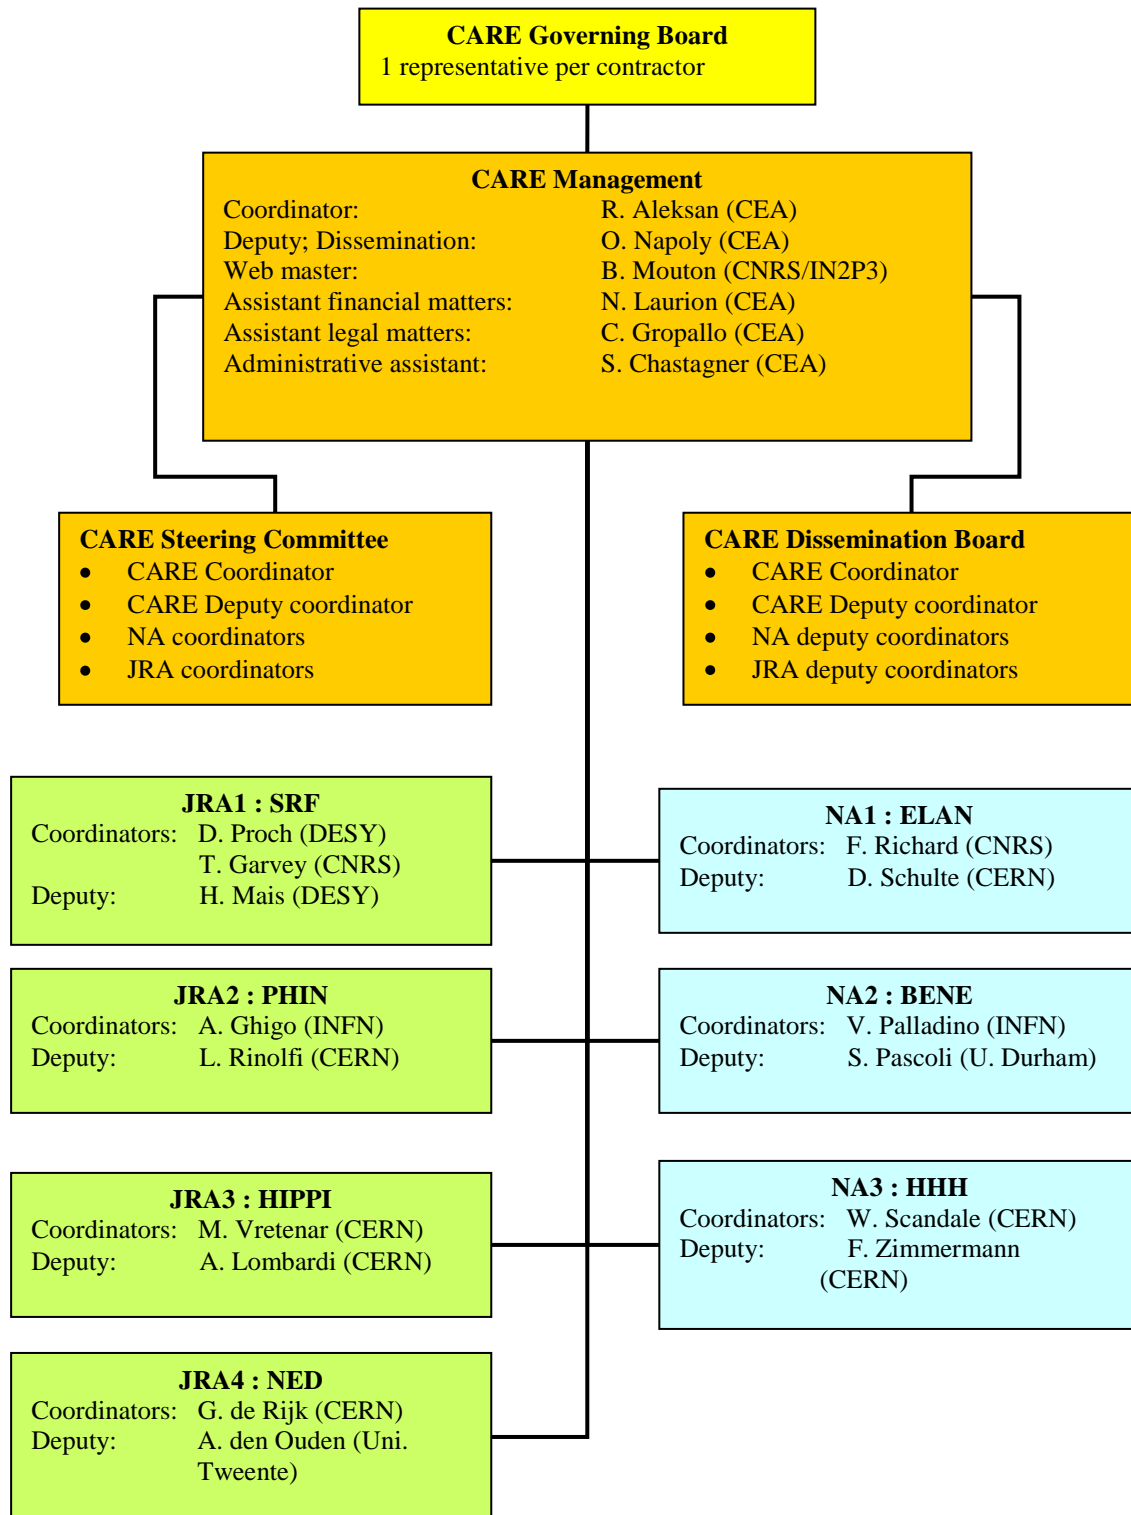 CARE Governing Board
1 representative per contractor
CARE Management
Coordinator: R. Aleksan (CEA)
Deputy; Dissemination: O. Napoly (CEA)
Web master: B. Mouton (CNRS/IN2P3)
Assistant financial matters: N. Laurion (CEA)
Assistant legal matters: C. Gropallo (CEA)
Administrative assistant: S. Chastagner (CEA)
CARE Steering Committee
• CARE Coordinator
• CARE Deputy coordinator
• NA coordinators
• JRA coordinators
CARE Dissemination Board
• CARE Coordinator
• CARE Deputy coordinator
• NA deputy coordinators
• JRA deputy coordinators
JRA1 : SRF
Coordinators: D. Proch (DESY)
T. Garvey (CNRS)
Deputy: H. Mais (DESY)
NA1 : ELAN
Coordinators: F. Richard (CNRS)
Deputy: D. Schulte (CERN)
JRA2 : PHIN
Coordinators: A. Ghigo (INFN)
Deputy: L. Rinolfi (CERN)
NA2 : BENE
Coordinators: V. Palladino (INFN)
Deputy: S. Pascoli (U. Durham)
JRA3 : HIPPI
Coordinators: M. Vretenar (CERN)
Deputy: A. Lombardi (CERN)
NA3 : HHH
Coordinators: W. Scandale (CERN)
Deputy: F. Zimmermann
(CERN)
JRA4 : NED
Coordinators: G. de Rijk (CERN)
Deputy: A. den Ouden (Uni.
Tweente)